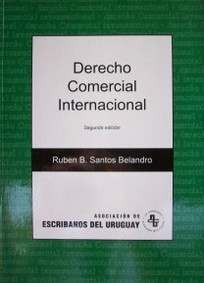 Derecho
Comercial
Internacional
Segunda edición
Ruben B. Santos Belandro
ASOCIACIÓN DE
ESCRIBANOS DEL URUGUAY